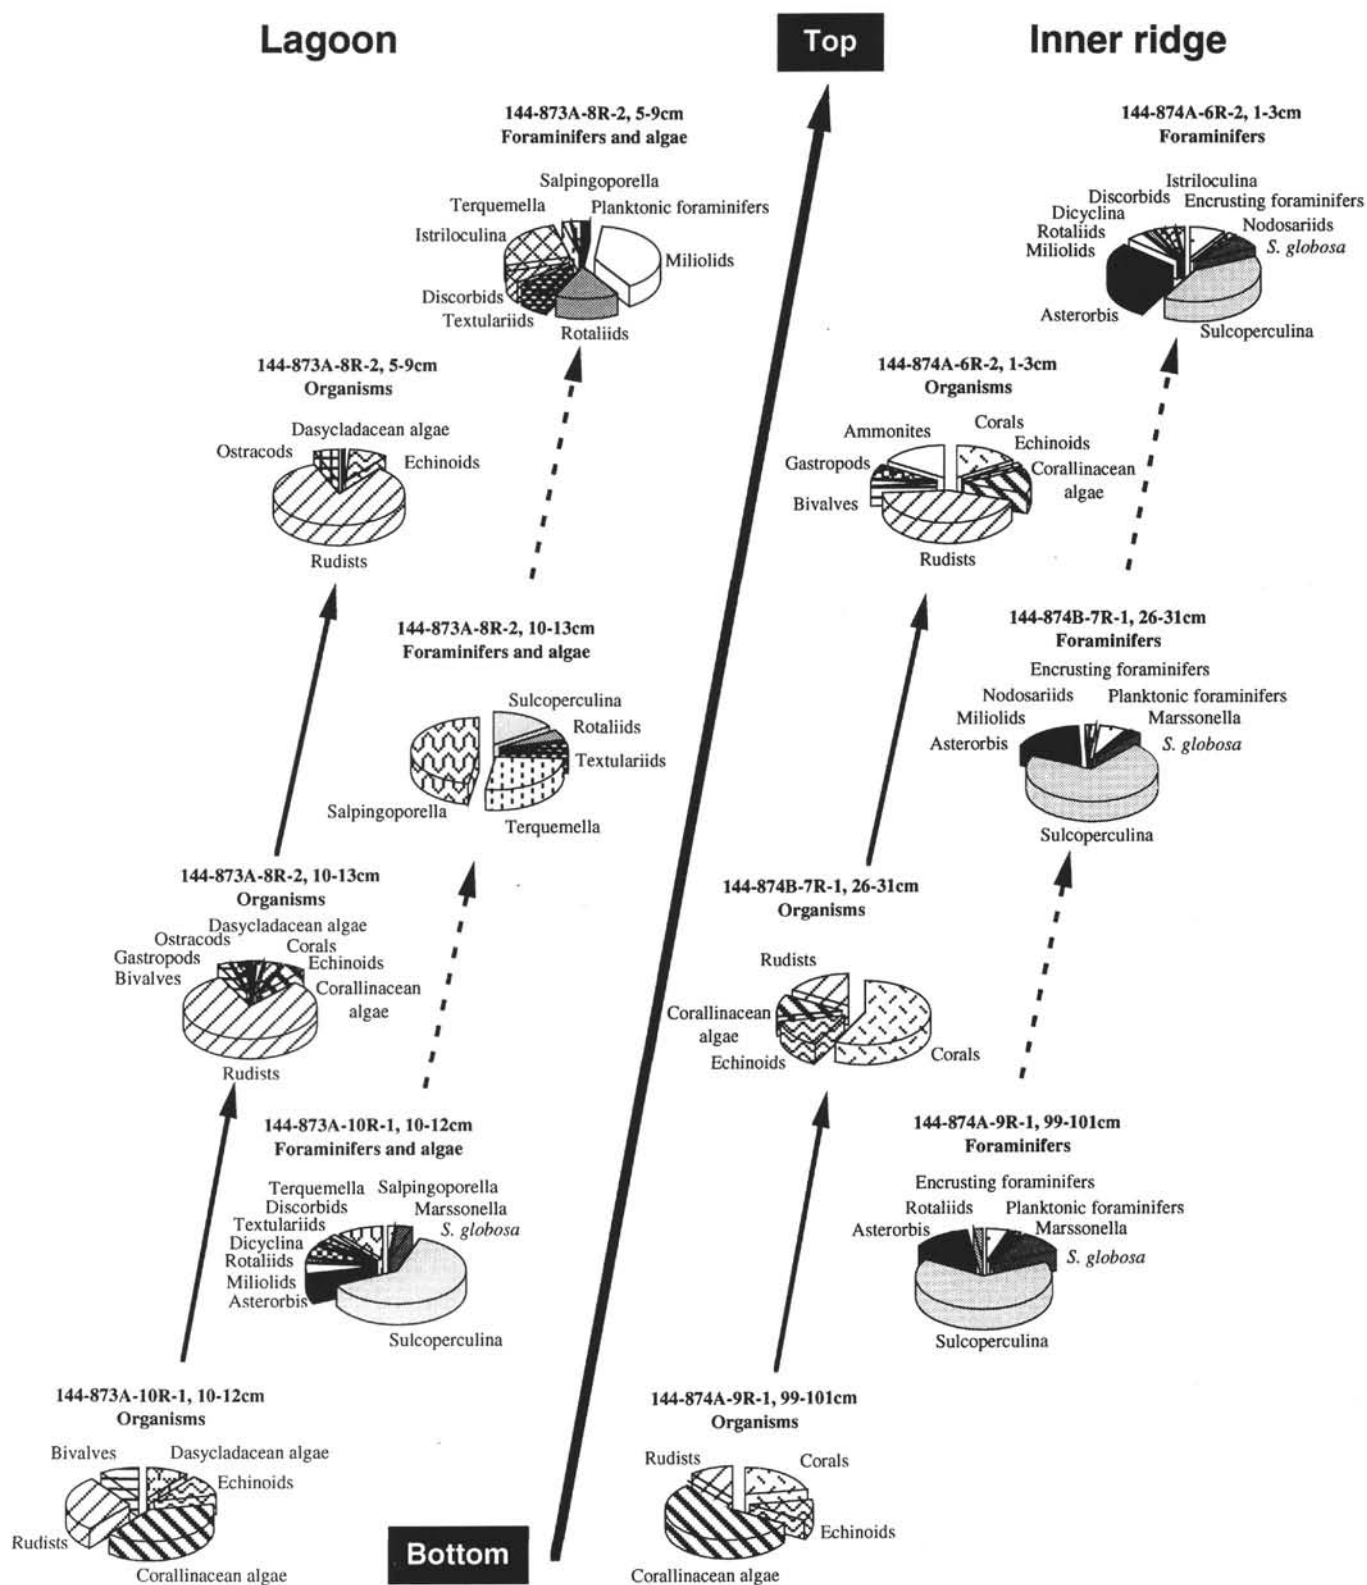 Lagoon
Top
Inner ridge
144-873A-8R-2, 5-9cm
Foraminifers and algae
Salpingoporella
Terquemella
Planktonic foraminifers
Istriloculina
Miliolids
Discorbids
Textulariids
Rotaliids
144-874A-6R-2, 1-3cm
Foraminifers
Istriloculina
Discorbids
Encrusting foraminifers
Dicyclina
Nodosariids
Rotaliids
S. globosa
Miliolids
Asterorbis
Sulcoperculina
144-873A-8R-2, 5-9cm
Organisms
Dasycladacean algae
Ostracods
Echinoids
Rudists
144-874A-6R-2, 1-3cm
Organisms
Ammonites
Corals
Echinoids
Gastropods
Corallinacean
algae
Bivalves
Rudists
144-873A-8R-2, 10-13cm
Foraminifers and algae
Sulcoperculina
Rotaliids
Textulariids
Salpingoporella
Terquemella
144-874B-7R-1, 26-31cm
Foraminifers
Encrusting foraminifers
Nodosariids
Planktonic foraminifers
Miliolids
Marssonella
Asterorbis
S. globosa
Sulcoperculina
144-873A-8R-2, 10-13cm
Organisms
Dasycladacean algae
Ostracods
Corals
Gastropods
Echinoids
Bivalves
Corallinacean
algae
Rudists
144-874B-7R-1, 26-31cm
Organisms
Rudists
Corallinacean
algae
Echinoids
Corals
144-873A-10R-1, 10-12cm
Foraminifers and algae
Terquemella
Salpingoporella
Discorbids
Marssonella
Textulariids
S. globosa
Dicyclina
Rotaliids
Miliolids
Asterorbis
Sulcoperculina
144-874A-9R-1, 99-101cm
Foraminifers
Encrusting foraminifers
Rotaliids
Planktonic foraminifers
Asterorbis
Marssonella
S. globosa
Sulcoperculina
144-873A-10R-1, 10-12cm
Organisms
Bivalves
Dasycladacean algae
Echinoids
Rudists
Corallinacean algae
144-874A-9R-1, 99-101cm
Organisms
Rudists
Corals
Echinoids
Corallinacean algae
Bottom